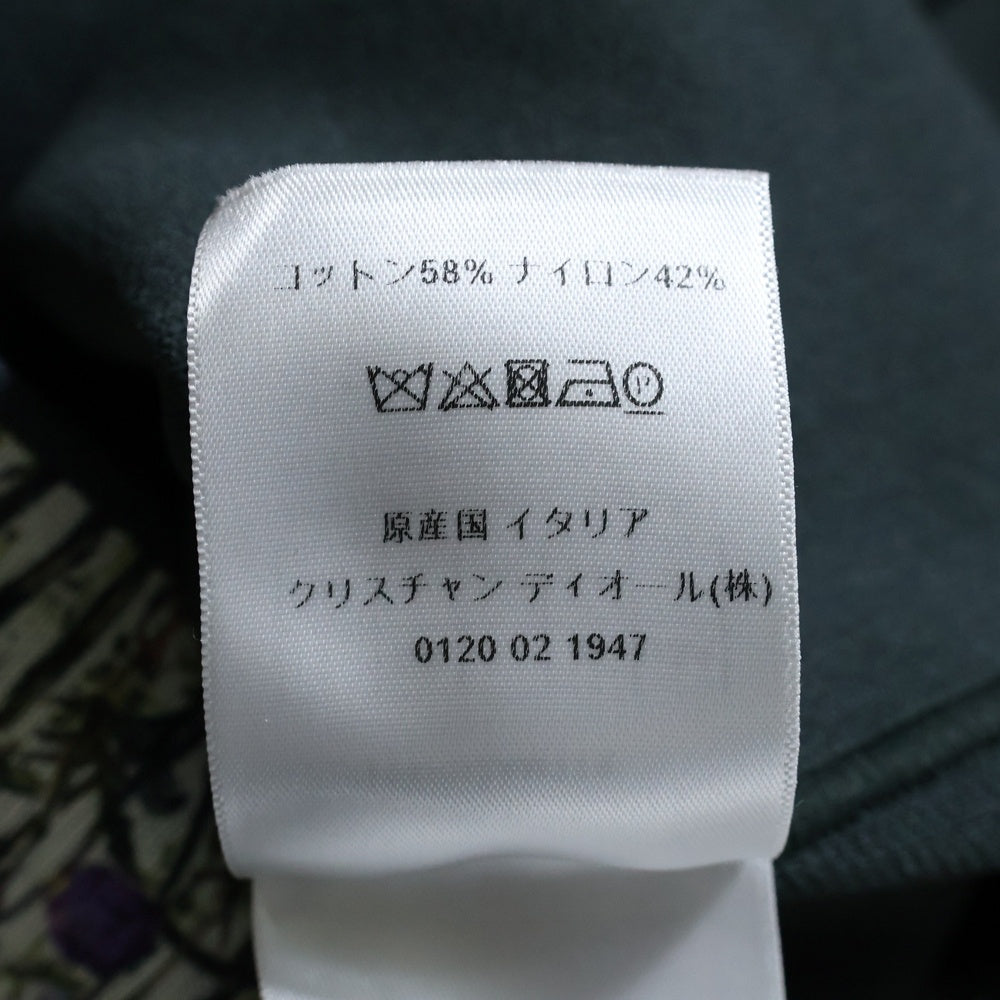 コットン58% ナイロン42%
原産国 イタリア
クリスチャン ディオール(株)
0120 02 1947